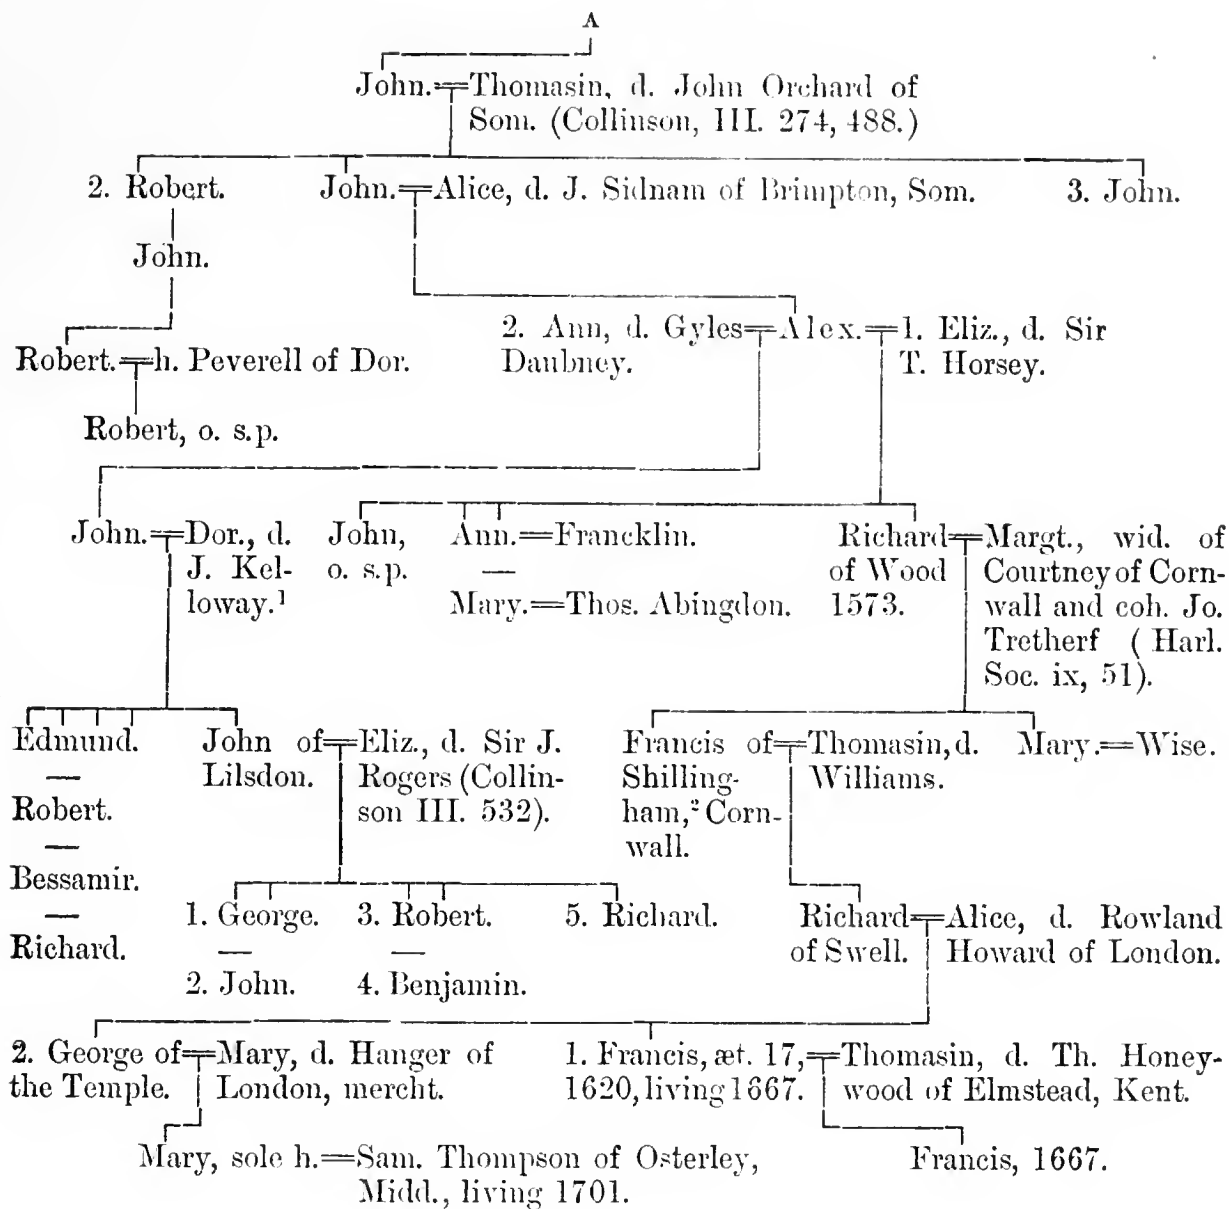 A
John.=Thomasin, d. John Orchard of
Som. (Collinson, III. 274, 488.)
2. Robert. John.=Alice, d. J. Sidnam of Brimpton, Som. 3. John.
John.
2. Ann, d. Gyles=Alex.=1. Eliz., d. Sir
Daubney. T. Horsey.
Robert.=h. Peverell of Dor.
Robert, o. s.p.
John.=Dor., d. John, Ann.=Francklin. Richard=Margt., wid. of
J. Kel- o. s.p. — of Wood Courtney of Corn-
loway.¹ Mary.=Thos. Abingdon. 1573. wall and coh. Jo.
Tretherf ( Harl.
Soc. ix, 51).
Edmund. John of=Eliz., d. Sir J. Francis of=Thomasin, d. Mary.=Wise.
— Lilsdon. Rogers (Collin- Shilling- Williams.
Robert. son III. 532). ham,² Corn-
— wall.
Bessamir.
— 1. George. 3. Robert. 5. Richard. Richard=Alice, d. Rowland
Richard. — — of Swell. Howard of London.
2. John. 4. Benjamin.
2. George of=Mary, d. Hanger of 1. Francis, æt. 17,=Thomasin, d. Th. Honey-
the Temple. London, mercht. 1620, living 1667. wood of Elmstead, Kent.
Mary, sole h.=Sam. Thompson of Osterley, Francis, 1667.
Midd., living 1701.